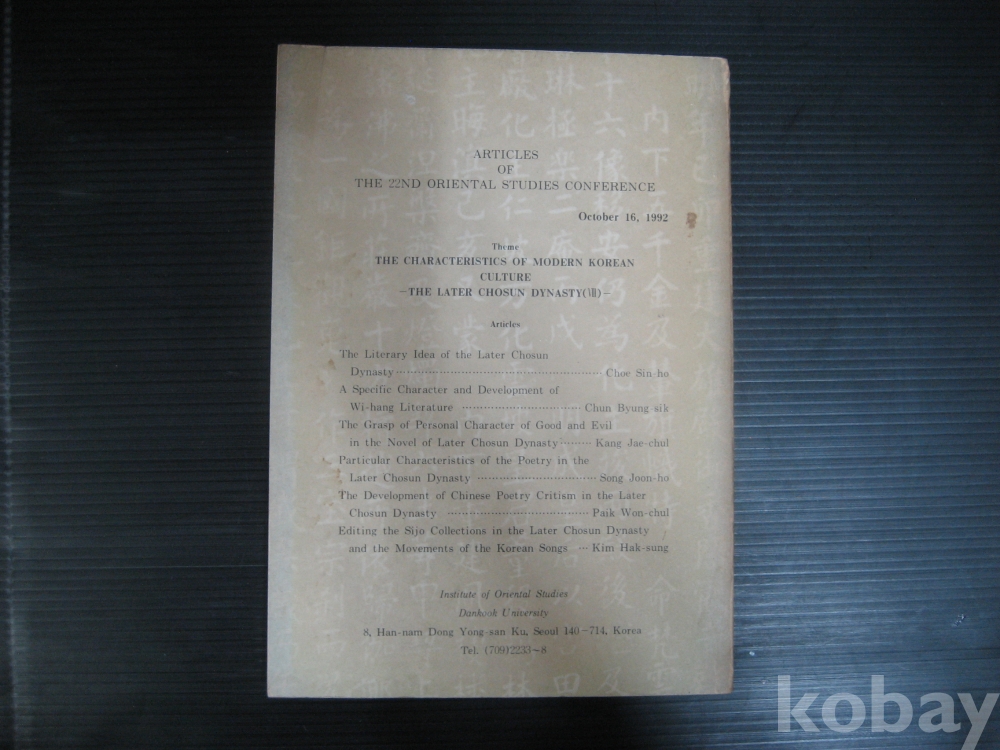 ARTICLES
OF
THE 22ND ORIENTAL STUDIES CONFERENCE
October 16, 1992
Theme
THE CHARACTERISTICS OF MODERN KOREAN
CULTURE
-THE LATER CHOSUN DYNASTY(Ⅷ)-
Articles
The Literary Idea of the Later Chosun
Dynasty ⋯⋯⋯⋯⋯⋯⋯⋯⋯⋯⋯ Choe Sin-ho
A Specific Character and Development of
Wi-hang Literature ⋯⋯⋯⋯⋯⋯⋯ Chun Byung-sik
The Grasp of Personal Character of Good and Evil
in the Novel of Later Chosun Dynasty ⋯⋯ Kang Jae-chul
Particular Characteristics of the Poetry in the
Later Chosun Dynasty ⋯⋯⋯⋯⋯⋯⋯ Song Joon-ho
The Development of Chinese Poetry Critism in the Later
Chosun Dynasty ⋯⋯⋯⋯⋯⋯⋯⋯ Paik Won-chul
Editing the Sijo Collections in the Later Chosun Dynasty
and the Movements of the Korean Songs ⋯ Kim Hak-sung
Institute of Oriental Studies
Dankook University
8, Han-nam Dong Yong-san Ku, Seoul 140-714, Korea
Tel. (709)2233~8
kobay